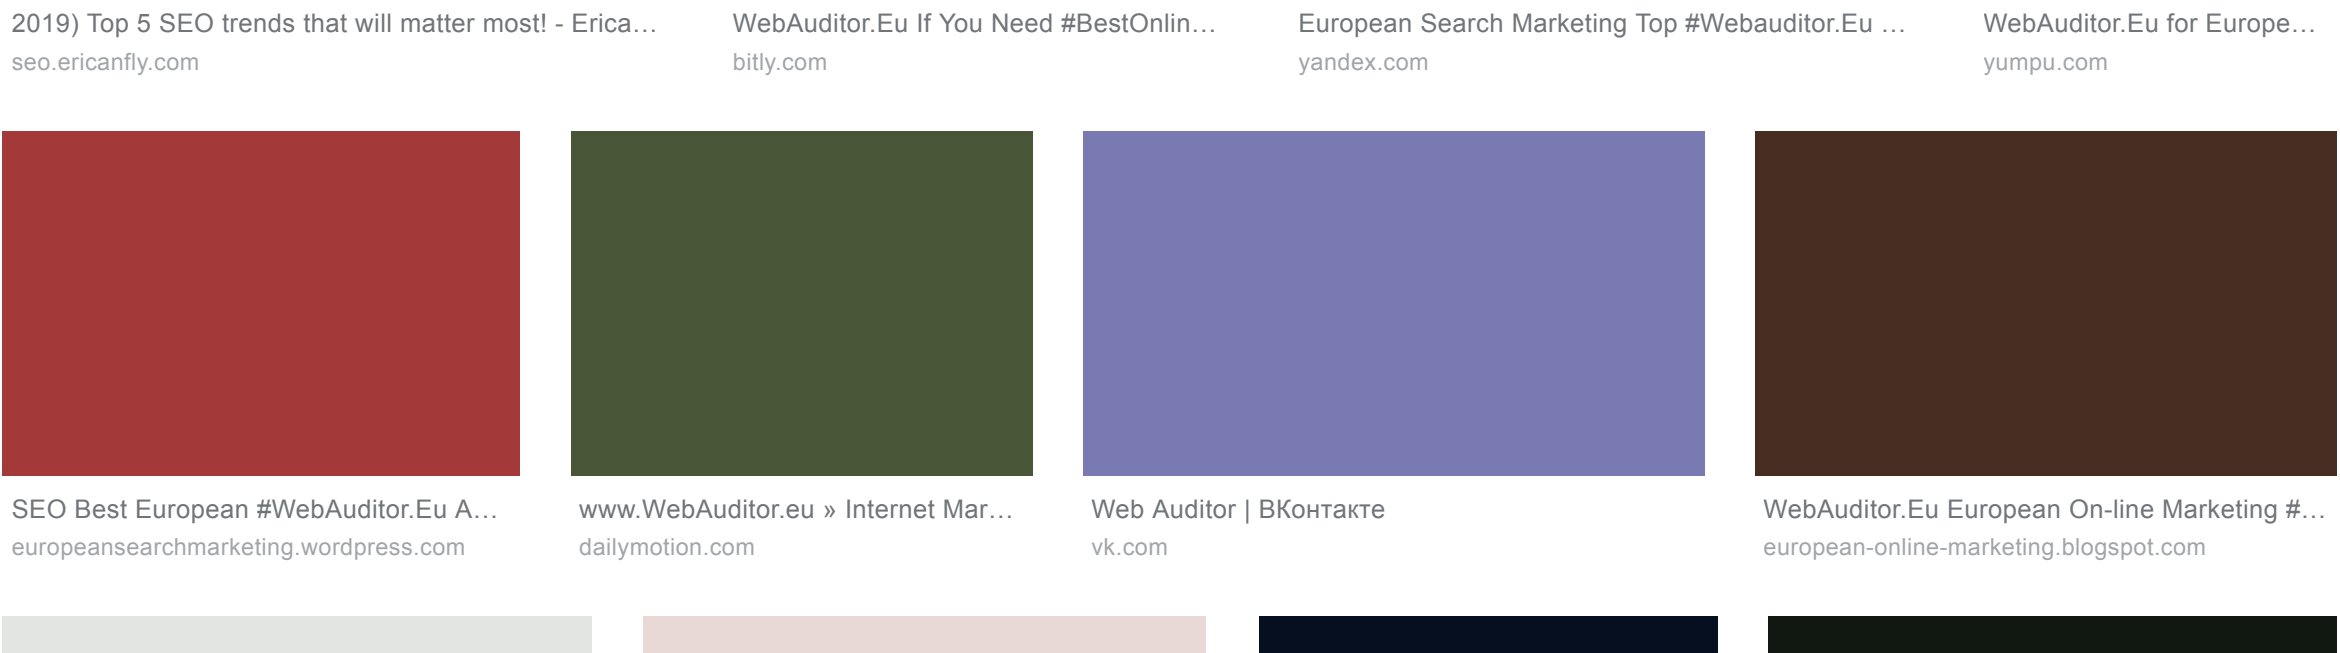 2019) Top 5 SEO trends that will matter most! - Erica…
WebAuditor.Eu If You Need #BestOnlin…
European Search Marketing Top #Webauditor.Eu …
WebAuditor.Eu for Europe…
seo.ericanfly.com
bitly.com
yandex.com
yumpu.com
SEO Best European #WebAuditor.Eu A…
www.WebAuditor.eu » Internet Mar…
Web Auditor | ВКонтакте
WebAuditor.Eu European On-line Marketing #…
europeansearchmarketing.wordpress.com
dailymotion.com
vk.com
european-online-marketing.blogspot.com